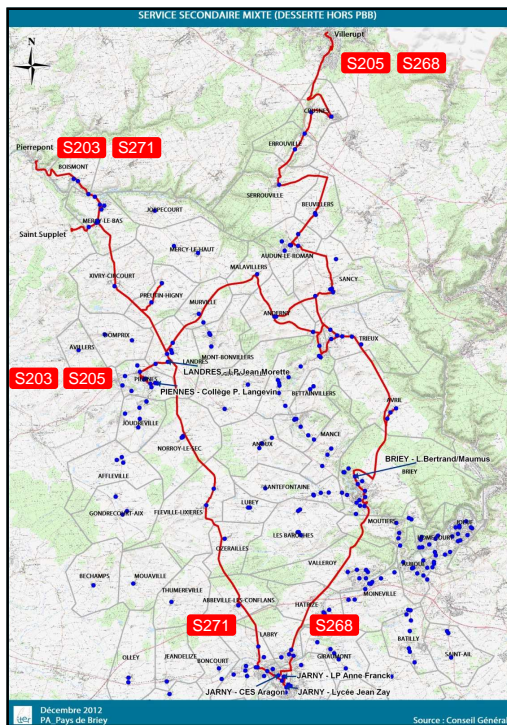 SERVICE SECONDAIRE MIXTE (DESSERTE HORS PBB)
Villerupt
N
S205 S268
CRUSNES
ERROUVILLE
Pierrepont
S203 S271
BOISMONT
SERROUVILLE
BEUVILLERS
JOPPECOURT
MERCY-LE-BAS
Saint Supplet
MERCY-LE-HAUT
AUDUN-LE-ROMAN
MALAVILLERS
XIVRY-CIRCOURT
SANCY
PREUTIN-HIGNY
MURVILLE
ANDERNY
DOMPRIX
TRIEUX
AVILLERS
MONT-BONVILLERS
LANDRES
LANDRES - LP Jean Morette
S203 S205
PIENNES - Collège P. Langevin
BETTAINVILLERS
AVRIL
JOUDREVILLE
MANCE
NORROY-LE-SEC
ANOUX
BRIEY - L.Bertrand/Maumus
BRIEY
AFFLEVILLE
LANTEFONTAINE
LUBEY
GONDRECOURT-AIX
FLEVILLE-LIXIERES
MOUTIERS
JOEUF
HOMECOURT
LES BAROCHES
AUBOUE
OZERAILLES
VALLEROY
BECHAMPS
MOUAVILLE
MOINEVILLE
THUMEREVILLE
ABBEVILLE-LES-CONFLANS
HATRIZE
S271
S268
LABRY
BATILLY
OLLEY
JEANDELIZE
BONCOURT
GIRAUMONT
SAINT-AIL
JARNY - LP Anne Franck
JARNY - CES Aragon
JARNY - Lycée Jean Zay
iter
Décembre 2012
PA_Pays de Briey
Source : Conseil Général